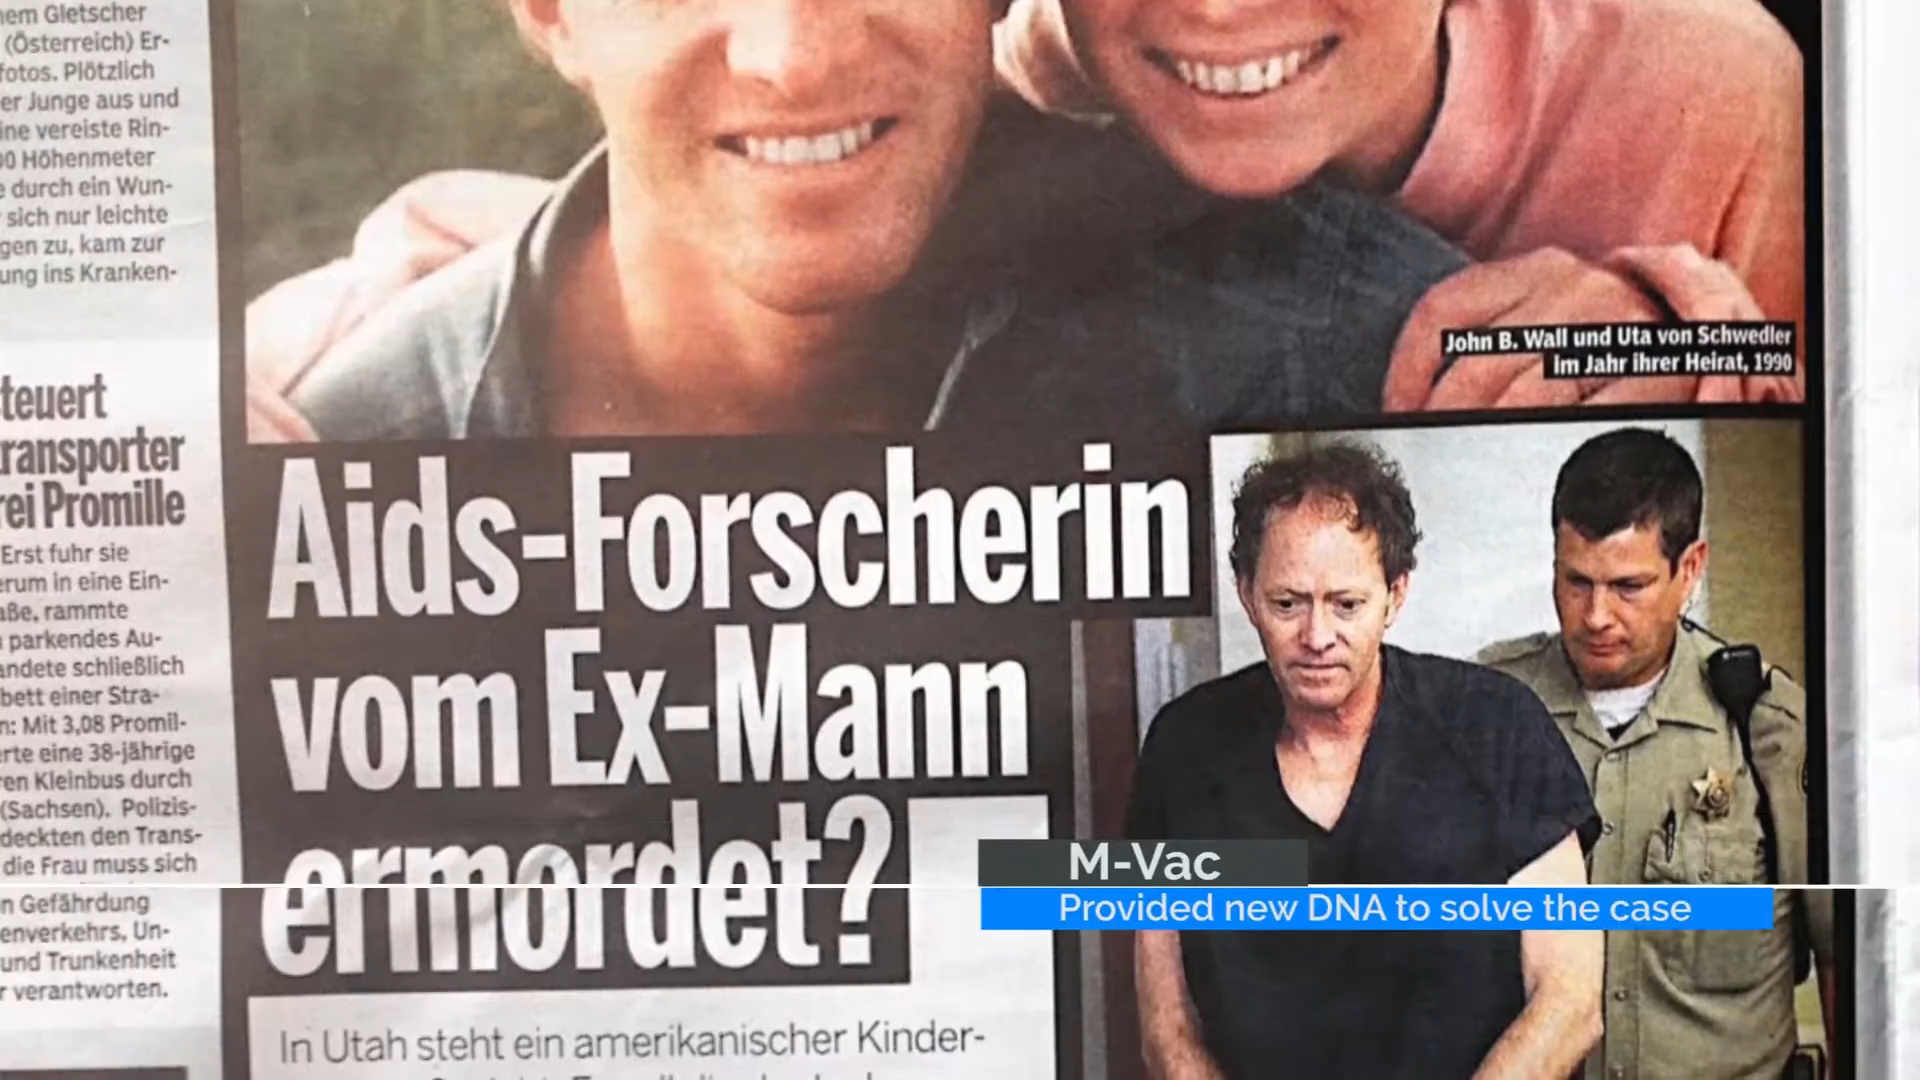 nem Gletscher
(Österreich) Er-
fotos. Plötzlich
er Junge aus und
ine vereiste Rin-
00 Höhenmeter
e durch ein Wun-
sich nur leichte
gen zu, kam zur
ung ins Kranken-
teuert
ransporter
rei Promille
Erst fuhr sie
erum in eine Ein-
aße, rammte
parkendes Au-
andete schließlich
bett einer Stra-
n: Mit 3,08 Promil-
erte eine 38-jährige
ren Kleinbus durch
(Sachsen). Polizis-
deckten den Trans-
die Frau muss sich
n Gefährdung
enverkehrs, Un-
und Trunkenheit
r verantworten.
John B. Wall und Uta von Schwedler
im Jahr ihrer Heirat, 1990
Aids-Forscherin
vom Ex-Mann
ermordet?
In Utah steht ein amerikanischer Kinder-
M-Vac
Provided new DNA to solve the case